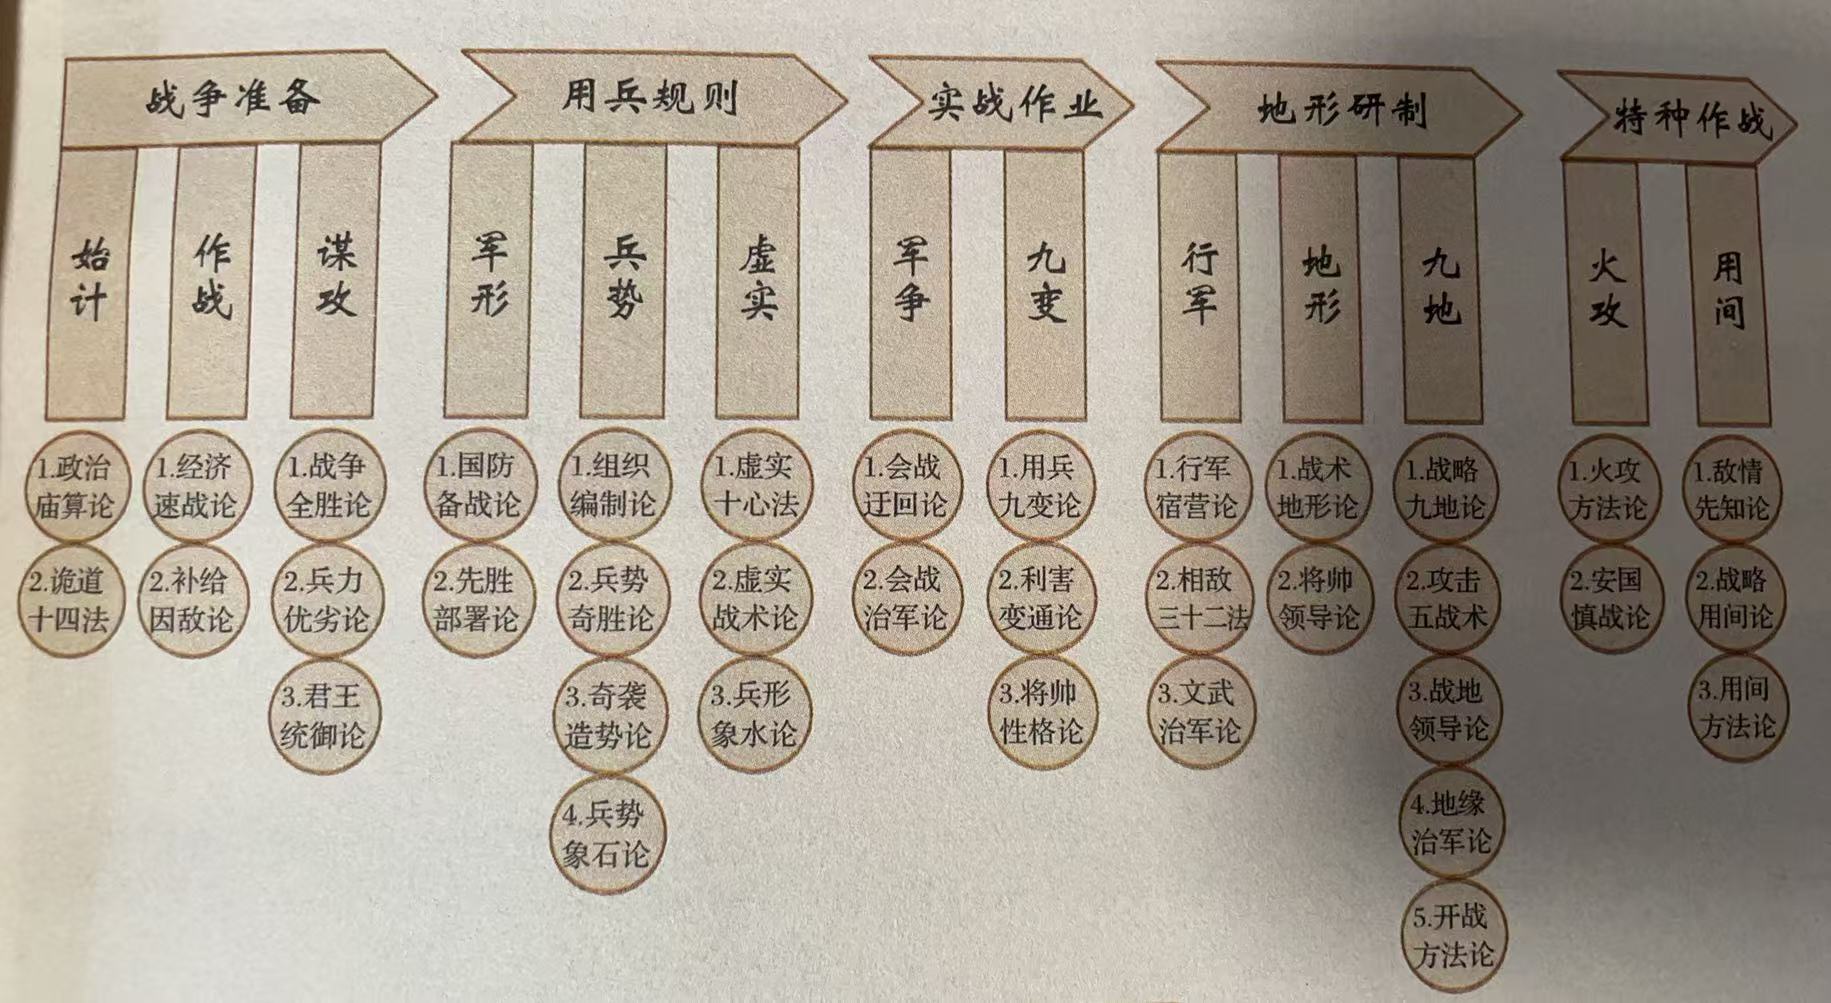 战争准备
用兵规则
实战作业
地形研制
特种作战
始计
作战
谋攻
军形
兵势
虚实
军争
九变
行军
地形
九地
火攻
用间
1.政治
庙算论
2.诡道
十四法
1.经济
速战论
2.补给
因敌论
1.战争
全胜论
2.兵力
优劣论
3.君王
统御论
1.国防
备战论
2.先胜
部署论
1.组织
编制论
2.兵势
奇胜论
3.奇袭
造势论
4.兵势
象石论
1.虚实
十心法
2.虚实
战术论
3.兵形
象水论
1.会战
迂回论
2.会战
治军论
1.用兵
九变论
2.利害
变通论
3.将帅
性格论
1.行军
宿营论
2.相敌
三十二法
3.文武
治军论
1.战术
地形论
2.将帅
领导论
1.战略
九地论
2.攻击
五战术
3.战地
领导论
4.地缘
治军论
5.开战
方法论
1.火攻
方法论
2.安国
慎战论
1.敌情
先知论
2.战略
用间论
3.用间
方法论